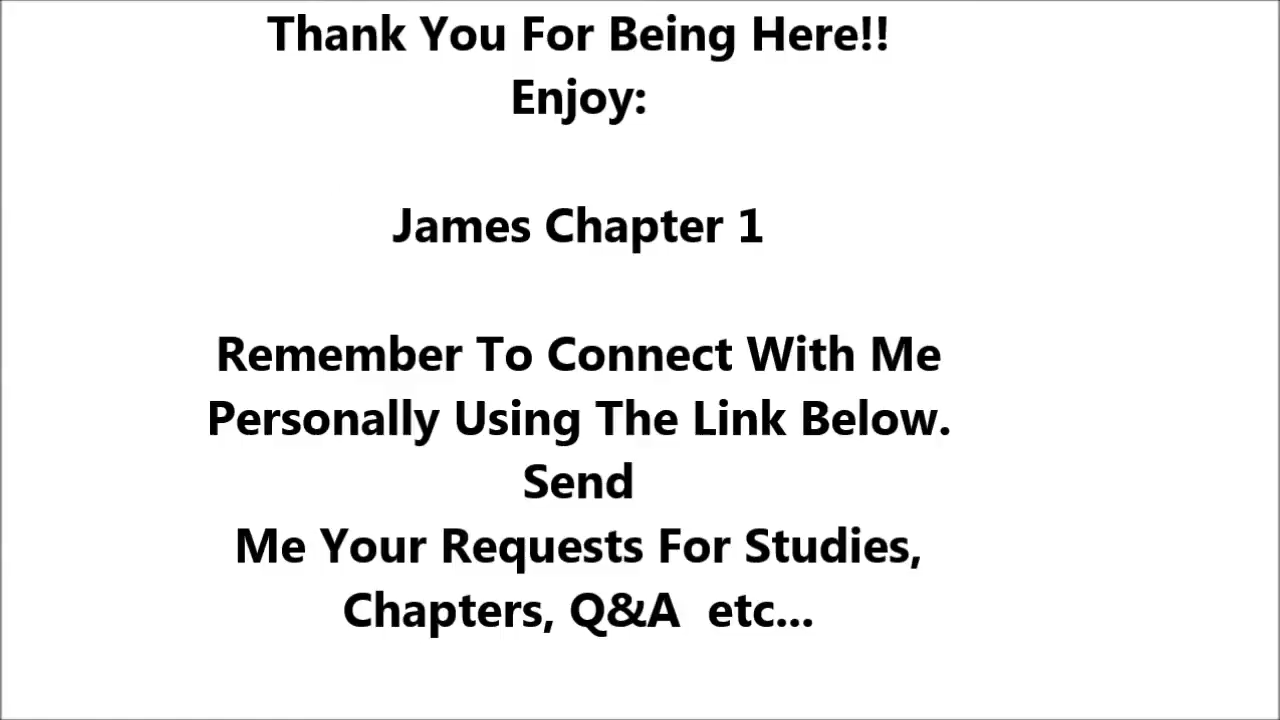 Thank You For Being Here!!
Enjoy:
James Chapter 1
Remember To Connect With Me
Personally Using The Link Below.
Send
Me Your Requests For Studies,
Chapters, Q&A  etc...